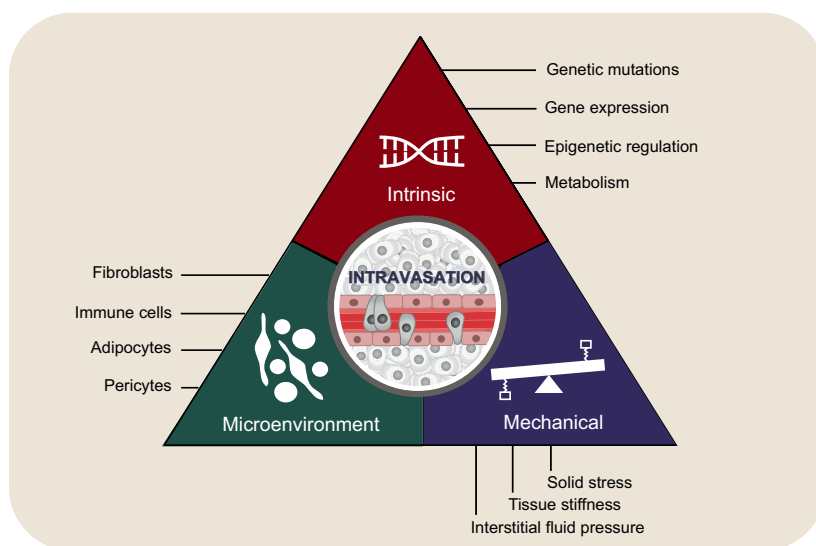 Genetic mutations
Gene expression
Epigenetic regulation
Metabolism
Intrinsic
INTRAVASATION
Fibroblasts
Immune cells
Adipocytes
Pericytes
Microenvironment
Mechanical
Solid stress
Tissue stiffness
Interstitial fluid pressure